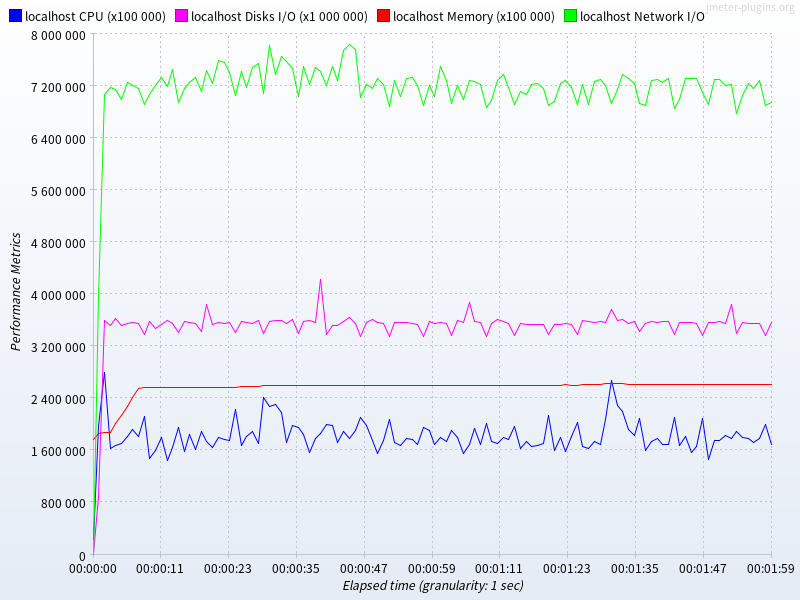 localhost CPU (x100 000) localhost Disks I/O (x1 000 000) localhost Memory (x100 000) localhost Network I/O
jmeter-plugins.org
8 000 000
7 200 000
6 400 000
5 600 000
4 800 000
4 000 000
3 200 000
2 400 000
1 600 000
800 000
0
Performance Metrics
00:00:00 00:00:11 00:00:23 00:00:35 00:00:47 00:00:59 00:01:11 00:01:23 00:01:35 00:01:47 00:01:59
Elapsed time (granularity: 1 sec)